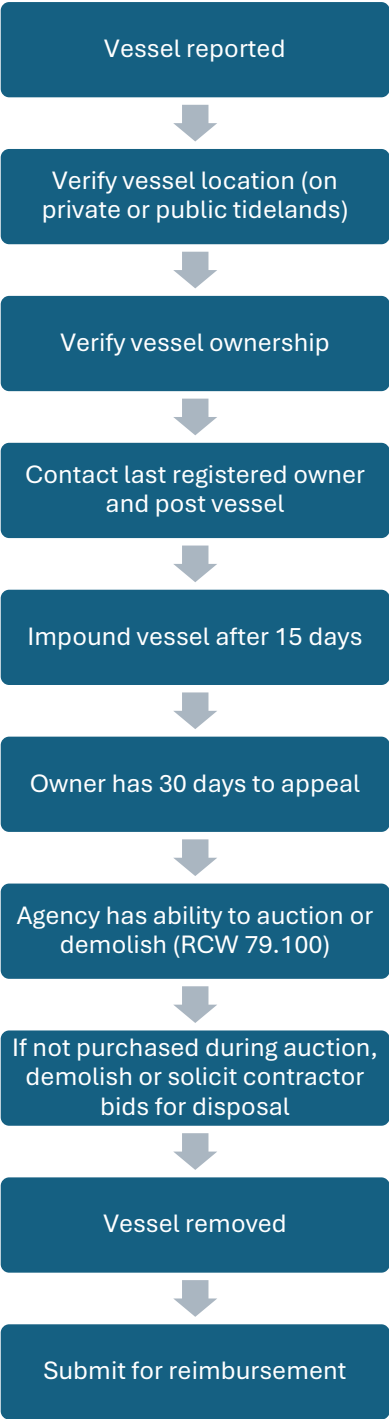 Vessel reported
Verify vessel location (on
private or public tidelands)
Verify vessel ownership
Contact last registered owner
and post vessel
Impound vessel after 15 days
Owner has 30 days to appeal
Agency has ability to auction or
demolish (RCW 79.100)
If not purchased during auction,
demolish or solicit contractor
bids for disposal
Vessel removed
Submit for reimbursement